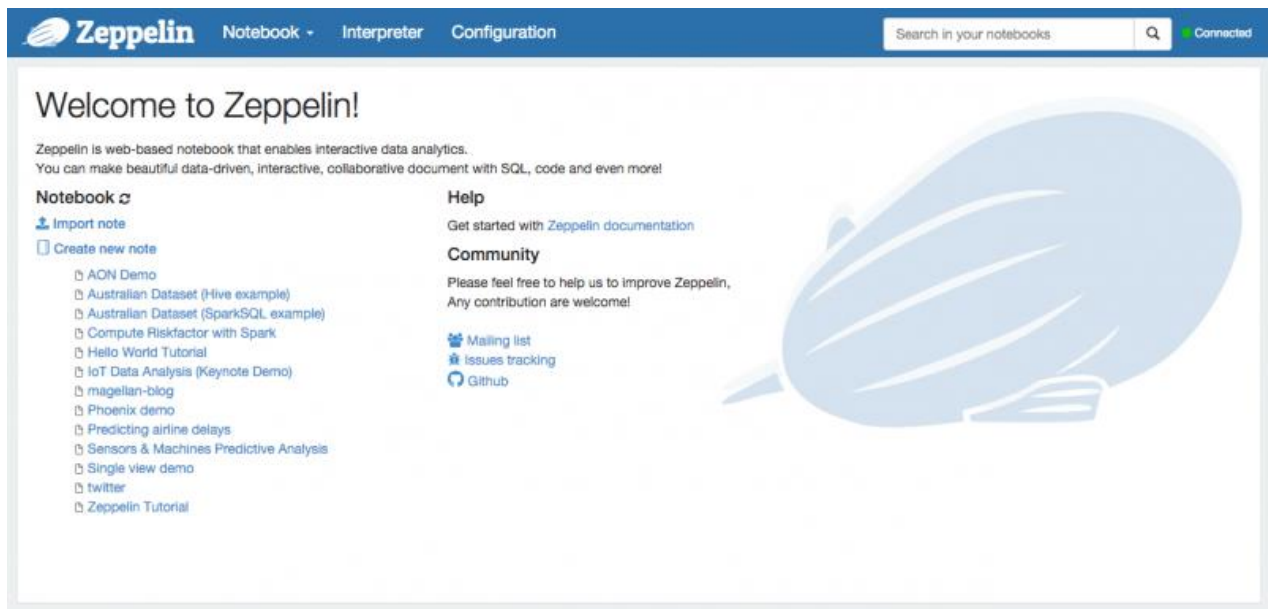 Zeppelin Notebook Interpreter Configuration Search in your notebooks Connected
Welcome to Zeppelin!
Zeppelin is web-based notebook that enables interactive data analytics.
You can make beautiful data-driven, interactive, collaborative document with SQL, code and even more!
Notebook
Import note
Create new note
AON Demo
Australian Dataset (Hive example)
Australian Dataset (SparkSQL example)
Compute Riskfactor with Spark
Hello World Tutorial
IoT Data Analysis (Keynote Demo)
magellan-blog
Phoenix demo
Predicting airline delays
Sensors & Machines Predictive Analysis
Single view demo
twitter
Zeppelin Tutorial
Help
Get started with Zeppelin documentation
Community
Please feel free to help us to improve Zeppelin,
Any contribution are welcome!
Mailing list
Issues tracking
Github